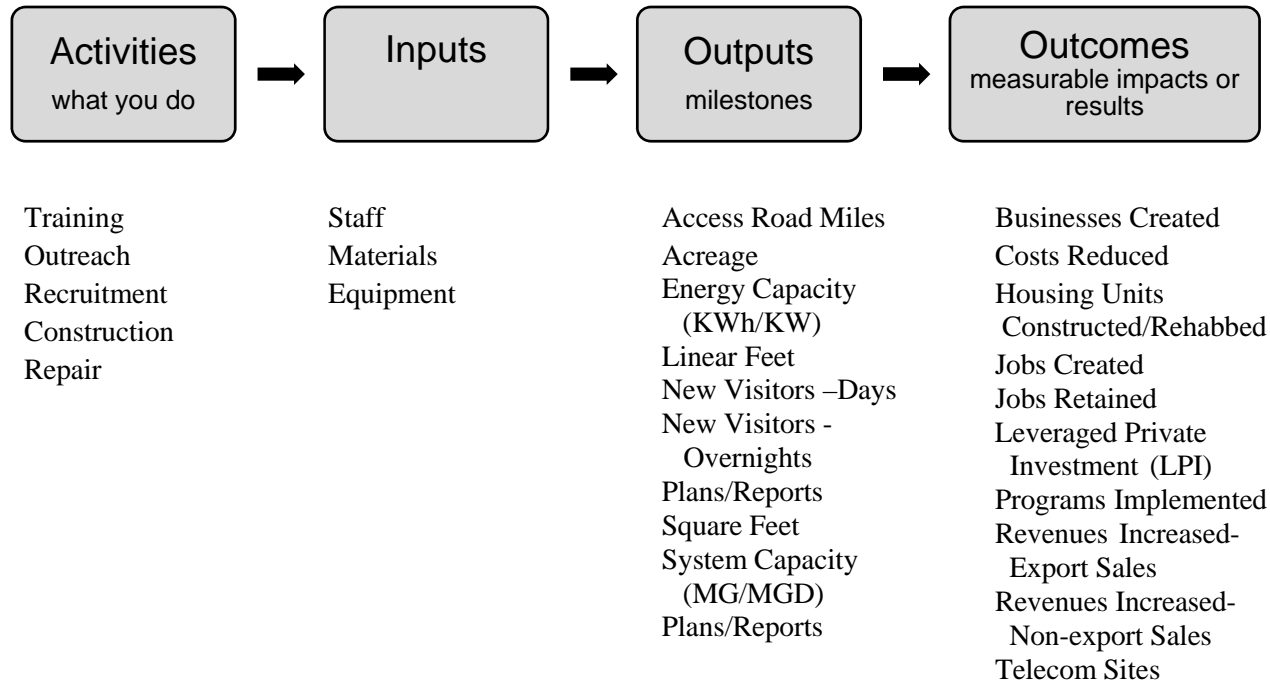 Activities
what you do
Inputs
Outputs
milestones
Outcomes
measurable impacts or
results
Training
Outreach
Recruitment
Construction
Repair
Staff
Materials
Equipment
Access Road Miles
Acreage
Energy Capacity
(KWh/KW)
Linear Feet
New Visitors –Days
New Visitors -
Overnights
Plans/Reports
Square Feet
System Capacity
(MG/MGD)
Plans/Reports
Businesses Created
Costs Reduced
Housing Units
Constructed/Rehabbed
Jobs Created
Jobs Retained
Leveraged Private
Investment (LPI)
Programs Implemented
Revenues Increased-
Export Sales
Revenues Increased-
Non-export Sales
Telecom Sites